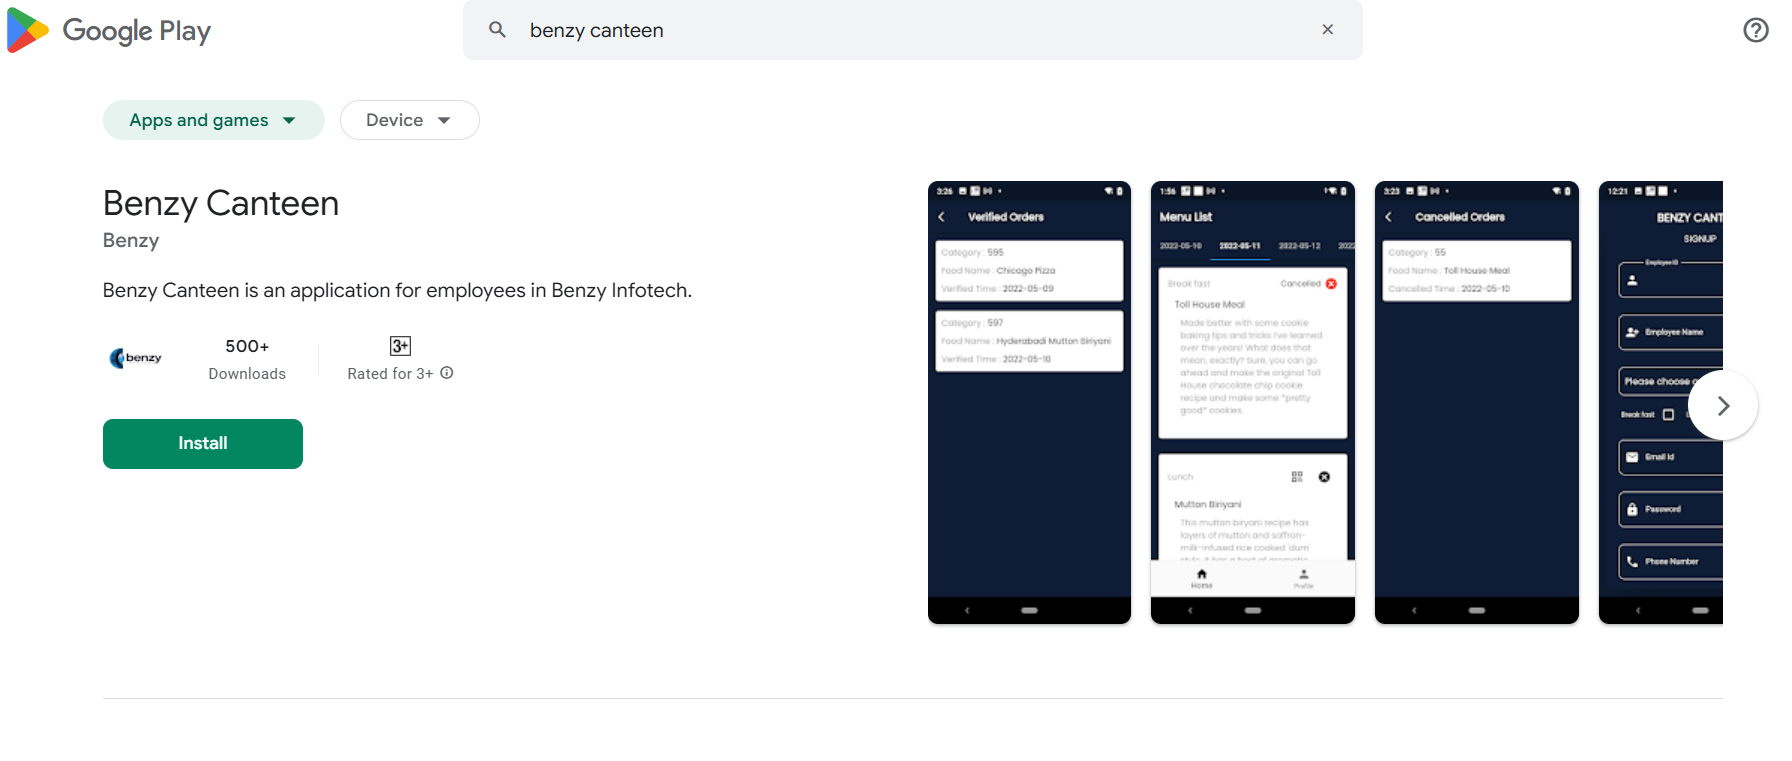 Google Play
benzy canteen
Apps and games
Device
Benzy Canteen
Benzy
Benzy Canteen is an application for employees in Benzy Infotech.
benzy
500+
Downloads
3+
Rated for 3+
Install
3:26
Verified Orders
Category : 595
Food Name : Chicago Pizza
Verified Time : 2022-05-09
Category : 597
Food Name : Hyderabadi Mutton Biriyani
Verified Time : 2022-05-10
1:56
Menu List
2022-05-10 2022-05-11 2022-05-12 2022
Break fast
Cancelled
Toll House Meal
Made better with some cookie
baking tips and tricks I've learned
over the years! What does that
mean, exactly? Sure, you can go
ahead and make the original Toll
House chocolate chip cookie
recipe and make some "pretty
good" cookies.
Lunch
Mutton Biriyani
This mutton biryani recipe has
layers of mutton and saffron-
milk-infused rice cooked 'dum'
Home
Profile
3:23
Cancelled Orders
Category : 55
Food Name : Toll House Meal
Cancelled Time : 2022-05-10
12:21
BENZY CANT
SIGNUP
Employee ID
Employee Name
Please choose
Break fast
Email Id
Password
Phone Number